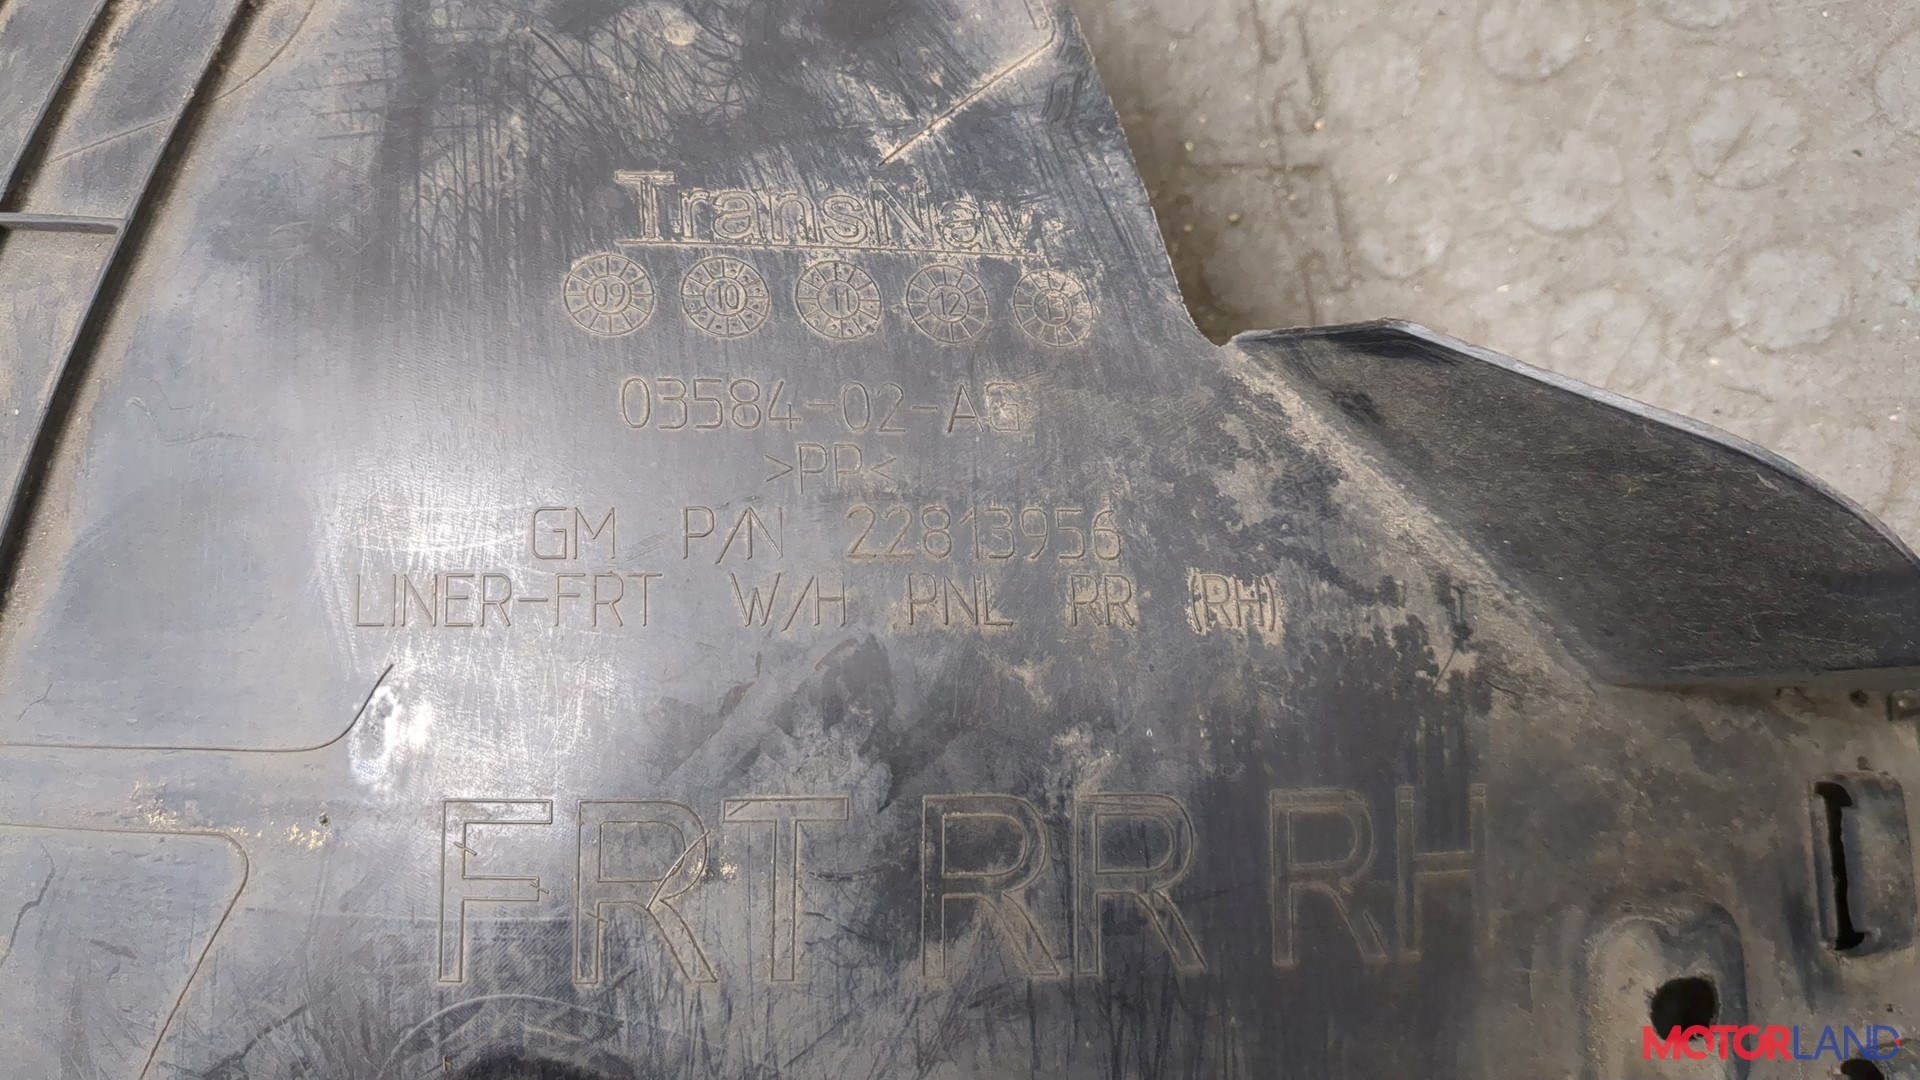 TransNav
09 10 11 12 13
03584-02-AG
>PP<
GM P/N 22813956
LINER-FRT W/H PNL RR (RH)
FRT RR RH
MOTORLAND